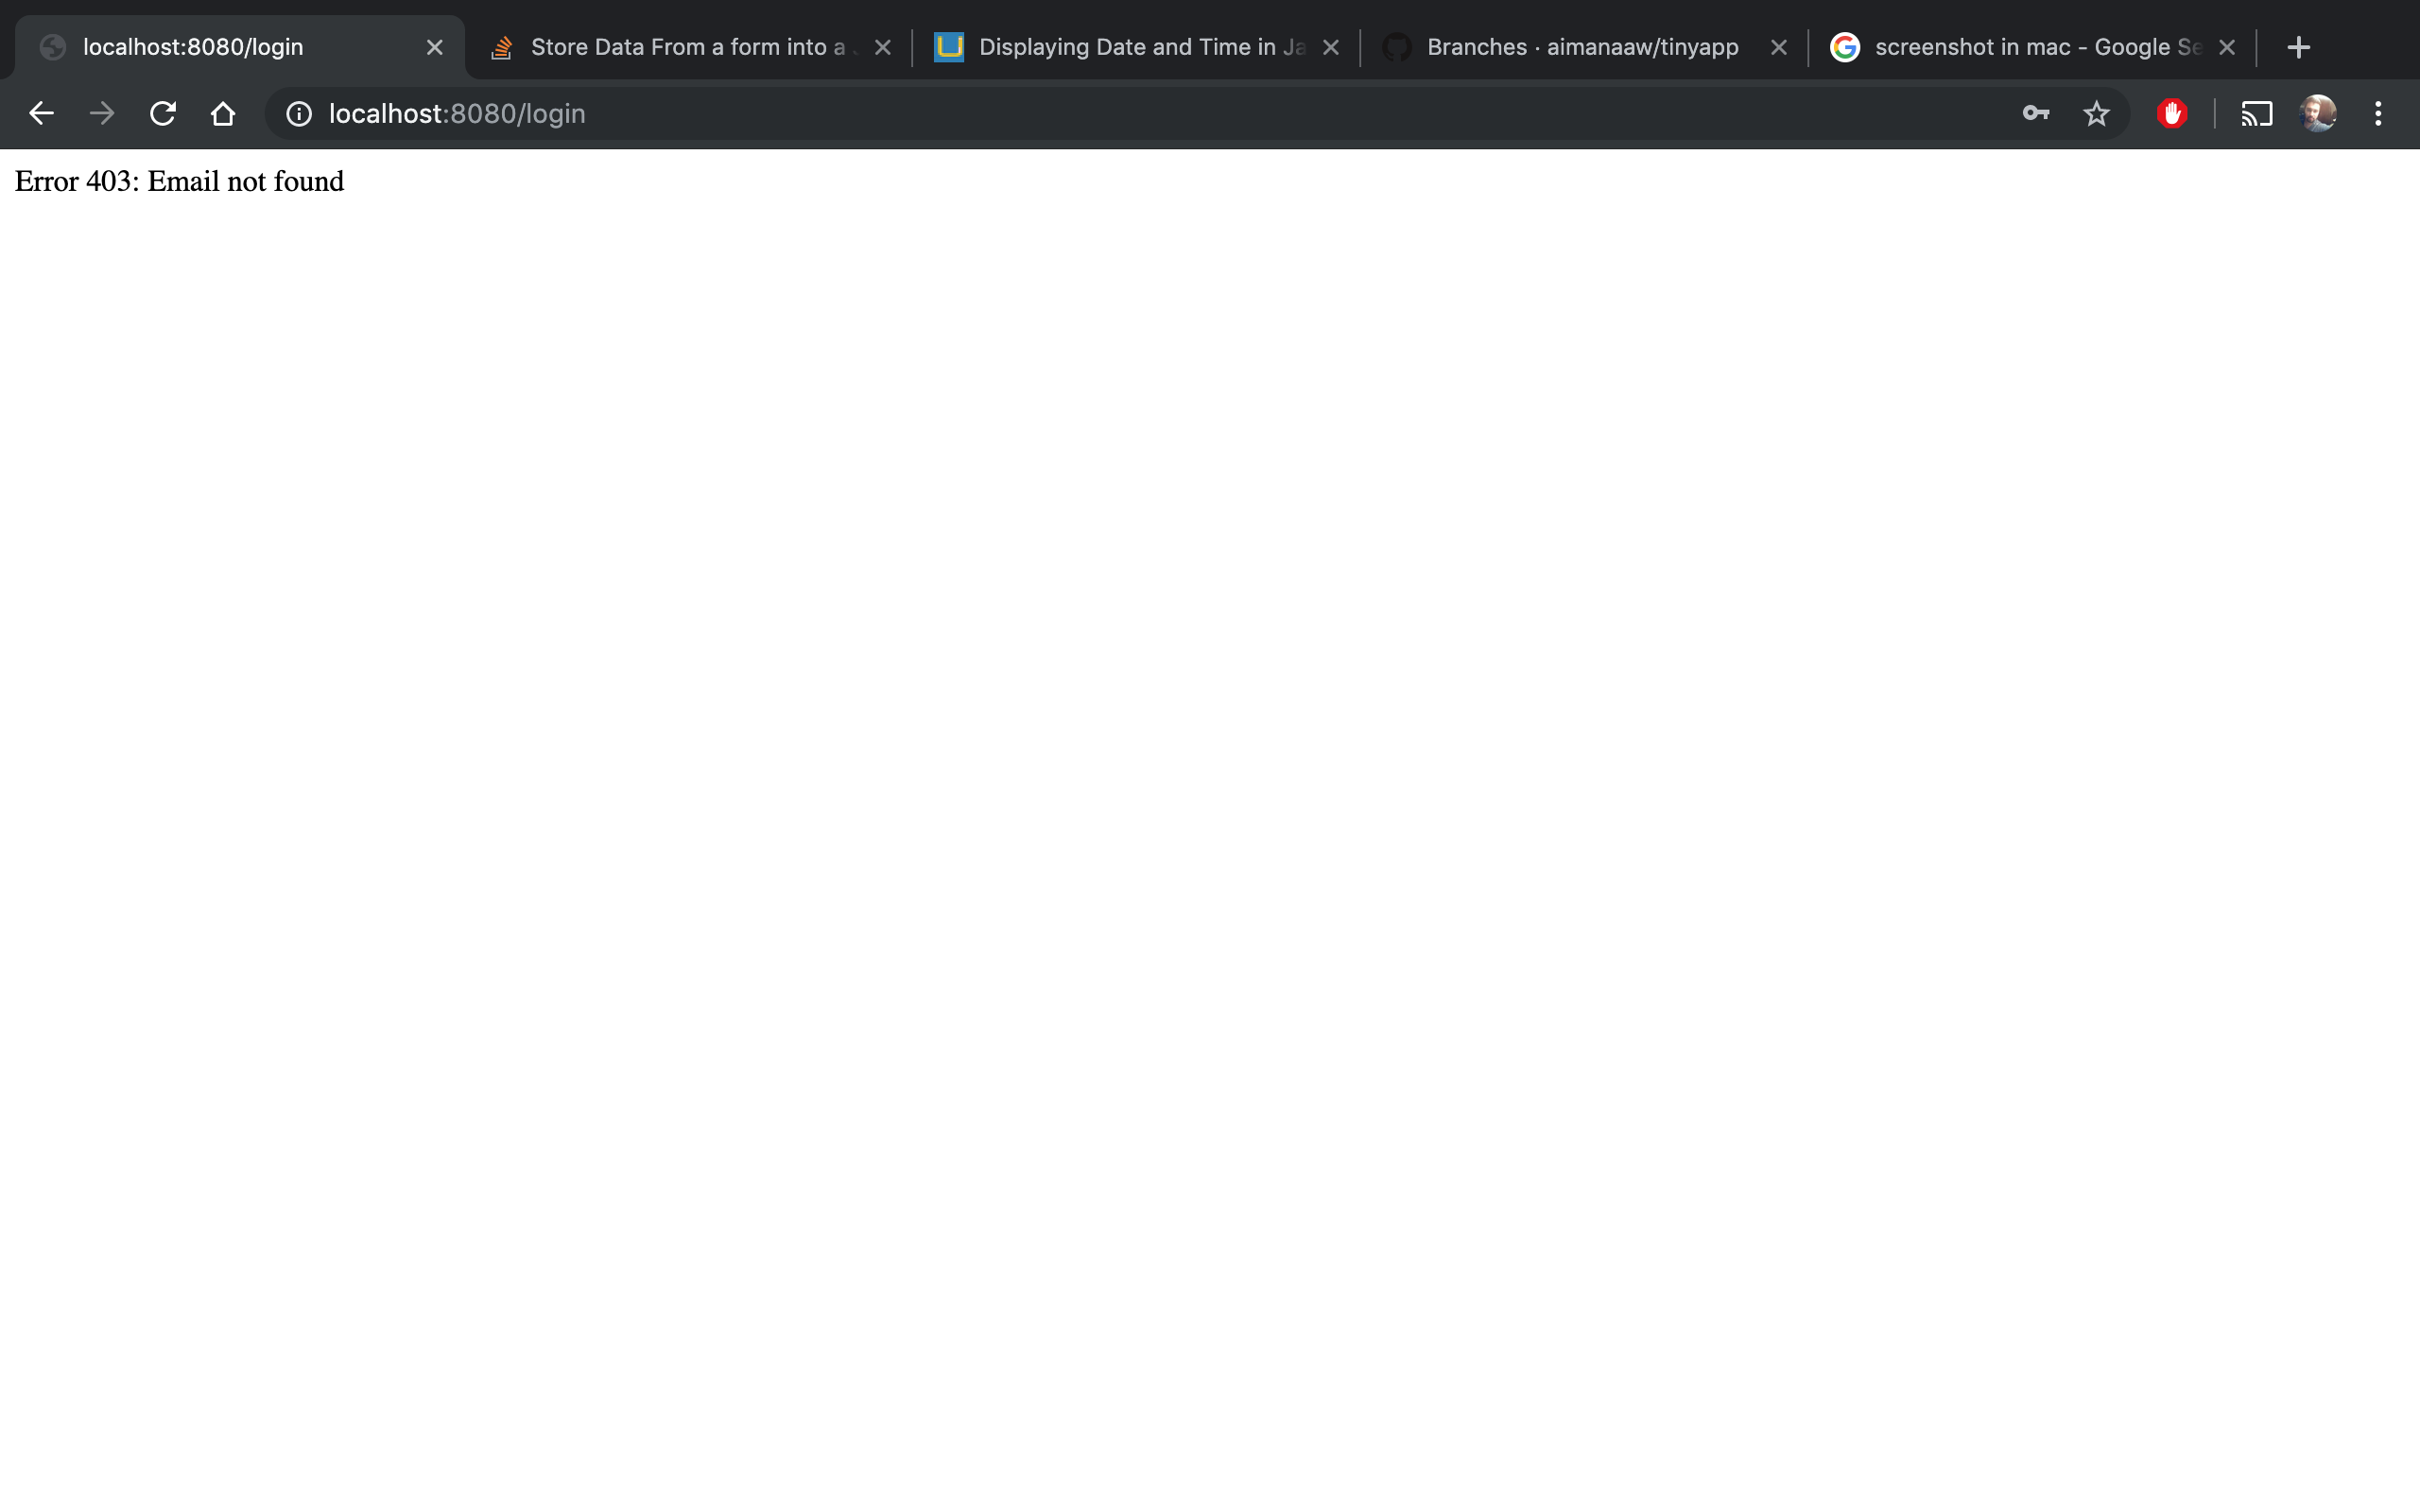 localhost:8080/login
Store Data From a form into a
Displaying Date and Time in Ja
Branches · aimanaaw/tinyapp
screenshot in mac - Google Se
localhost:8080/login
Error 403: Email not found